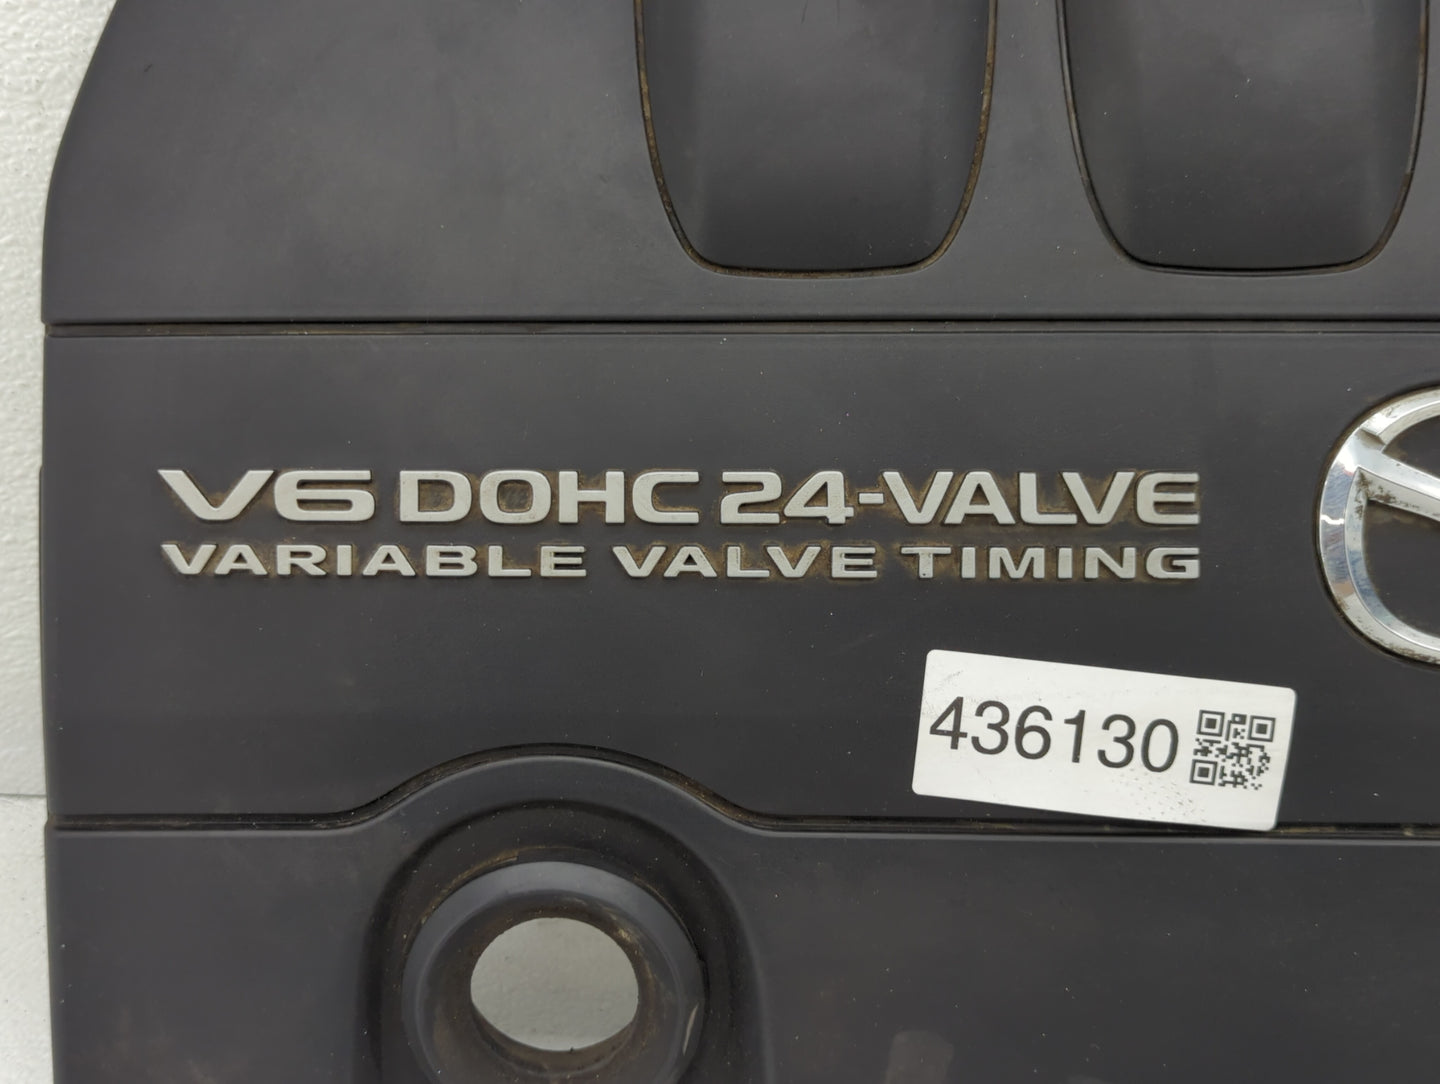 V6 DOHC 24-VALVE
VARIABLE VALVE TIMING
436130